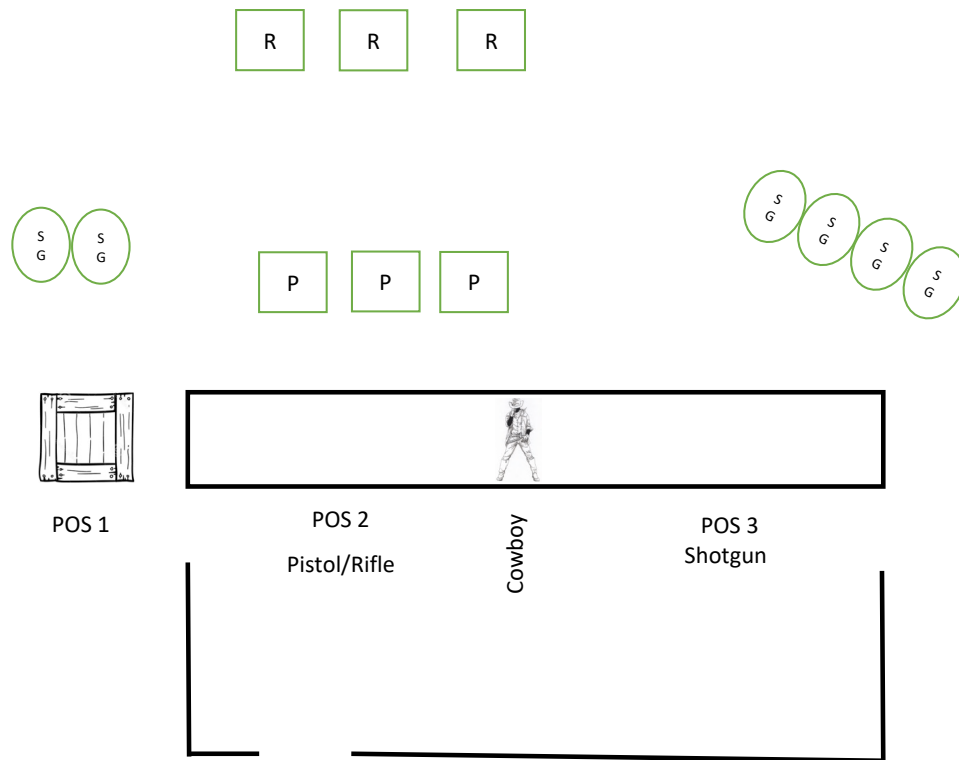 R R R
S
G
S
G
S
G
S
G
S
G
S
G
P P P
POS 1
POS 2
Pistol/Rifle
Cowboy
POS 3
Shotgun